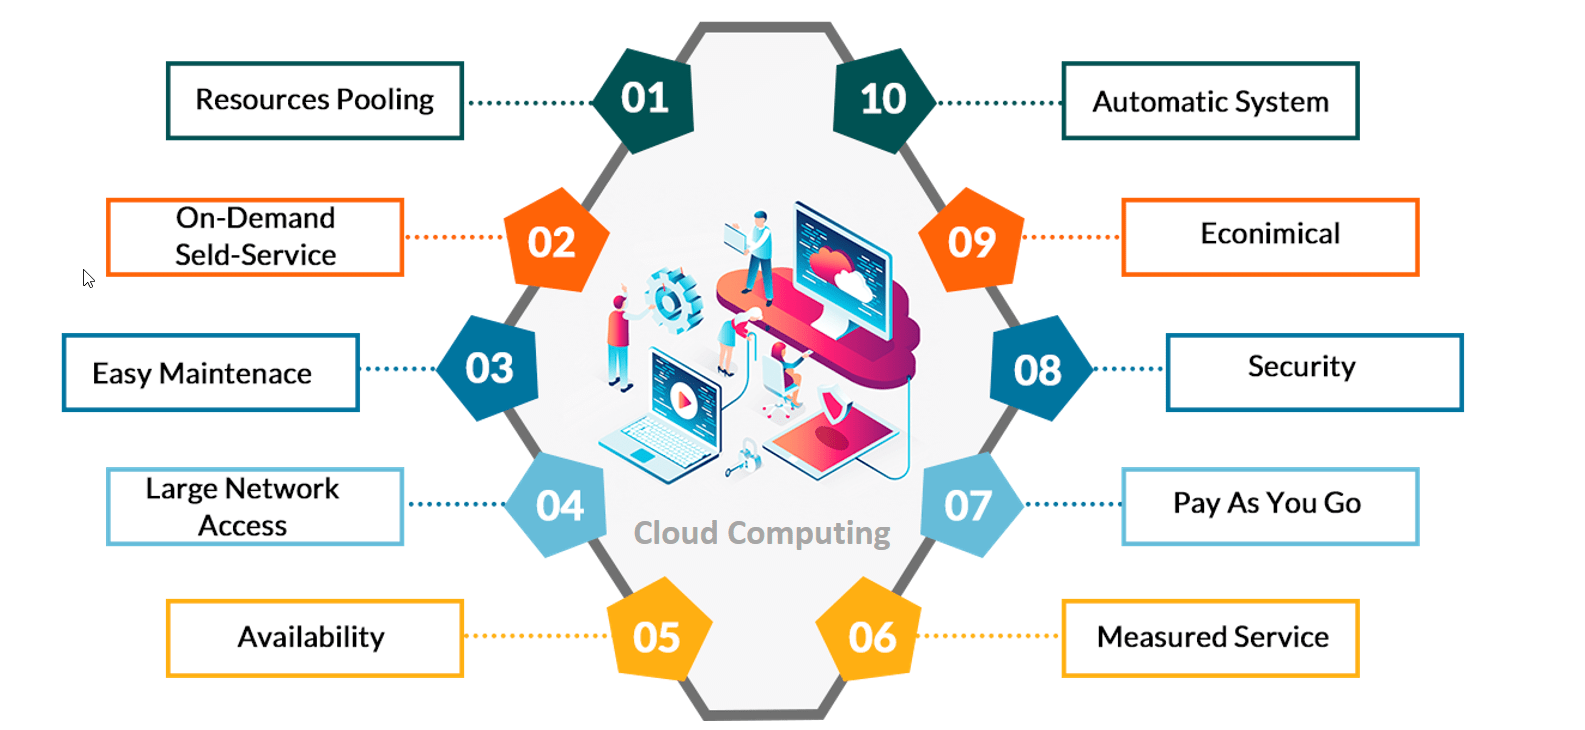 01
Resources Pooling
02
On-Demand
Seld-Service
03
Easy Maintenace
04
Large Network
Access
05
Availability
10
Automatic System
09
Econimical
08
Security
07
Pay As You Go
06
Measured Service
Cloud Computing